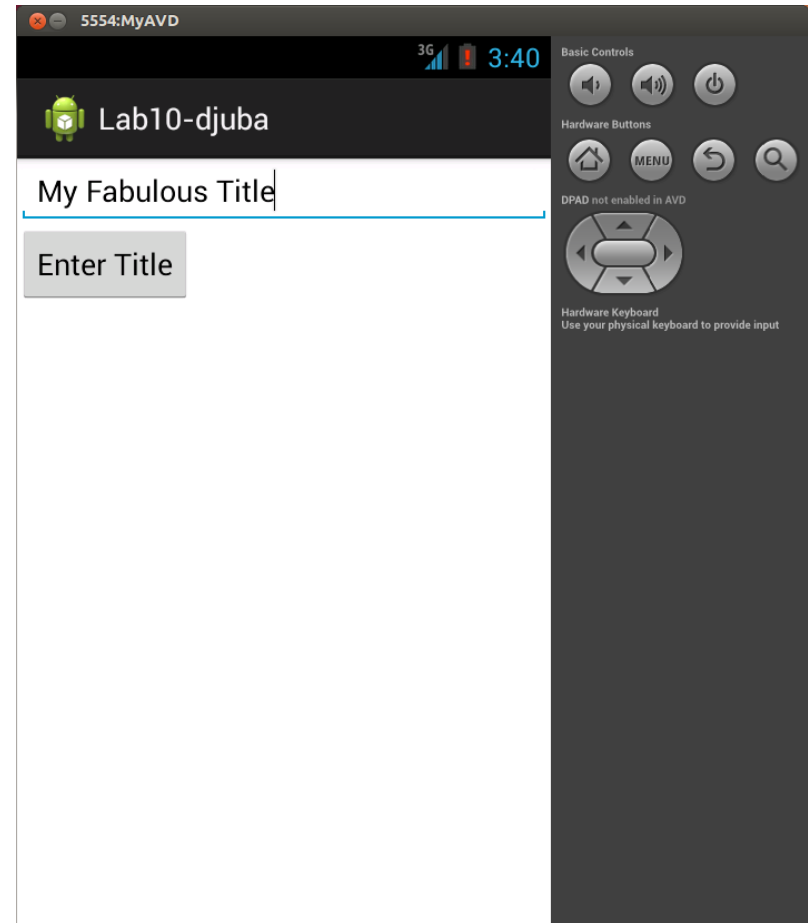 5554:MyAVD
3G 3:40
Lab10-djuba
My Fabulous Title
Enter Title
Basic Controls
Hardware Buttons
MENU
DPAD not enabled in AVD
Hardware Keyboard
Use your physical keyboard to provide input